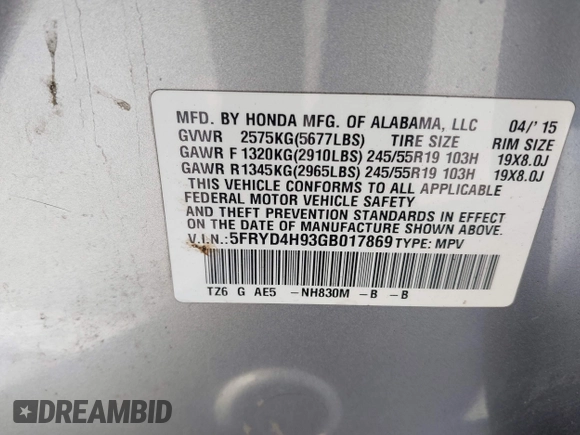 MFD. BY HONDA MFG. OF ALABAMA, LLC 04/' 15
GVWR 2575KG(5677LBS) TIRE SIZE RIM SIZE
GAWR F 1320KG(2910LBS) 245/55R19 103H 19X8.0J
GAWR R1345KG(2965LBS) 245/55R19 103H 19X8.0J
THIS VEHICLE CONFORMS TO ALL APPLICABLE
FEDERAL MOTOR VEHICLE SAFETY
AND THEFT PREVENTION STANDARDS IN EFFECT
ON THE DATE OF MANUFACTURE SHOWN ABOVE.
V.I.N.:5FRYD4H93GB017869 TYPE: MPV
TZ6 G AE5 -NH830M -B -B
DREAMBID